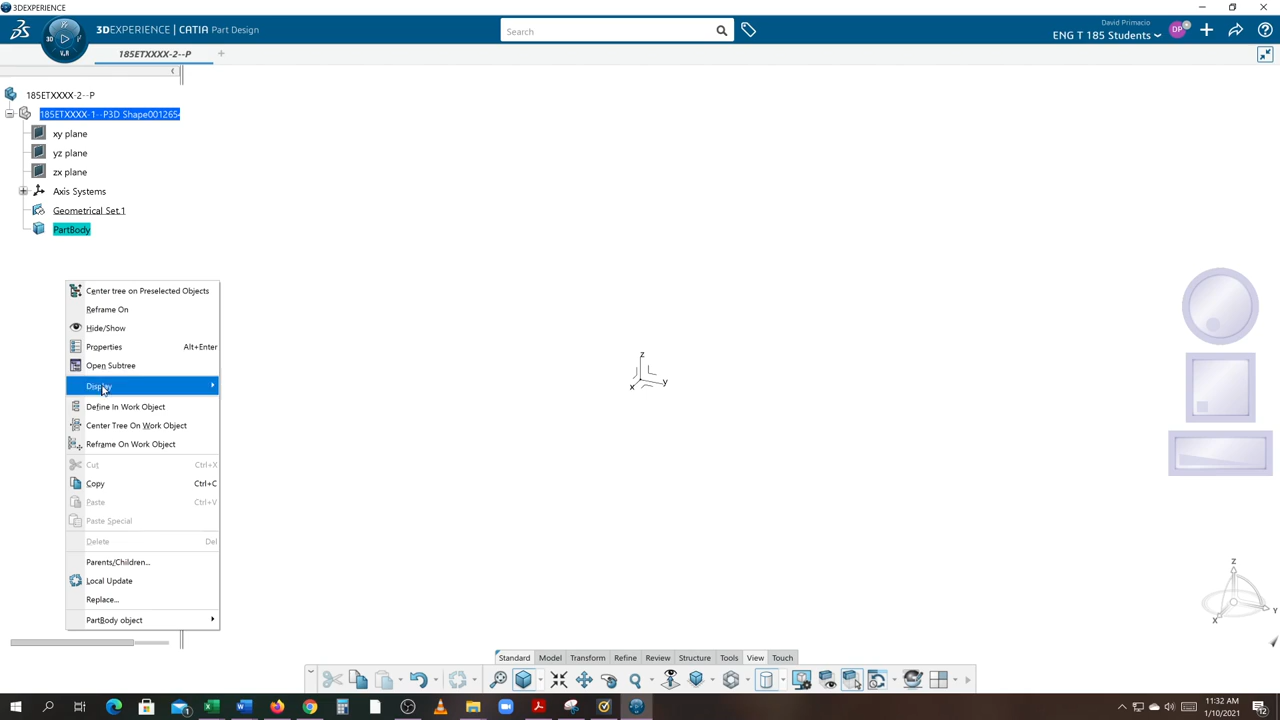 3DEXPERIENCE
3DEXPERIENCE | CATIA Part Design
Search
David Primacio
ENG T 185 Students
DP
3D
V.R
185ETXXXX-2--P
185ETXXXX-2--P
185ETXXXX-1--P3D Shape001265
xy plane
yz plane
zx plane
Axis Systems
Geometrical Set.1
PartBody
Center tree on Preselected Objects
Reframe On
Hide/Show
Properties Alt+Enter
Open Subtree
Display
Define In Work Object
Center Tree On Work Object
Reframe On Work Object
Cut Ctrl+X
Copy Ctrl+C
Paste Ctrl+V
Paste Special
Delete Del
Parents/Children...
Local Update
Replace...
PartBody object
z
x y
Z
Y
X
Standard Model Transform Refine Review Structure Tools View Touch
11:32 AM
1/10/2021